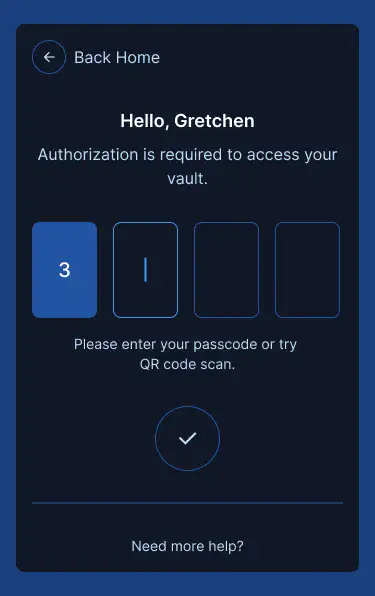 Back Home
Hello, Gretchen
Authorization is required to access your
vault.
3
Please enter your passcode or try
QR code scan.
Need more help?